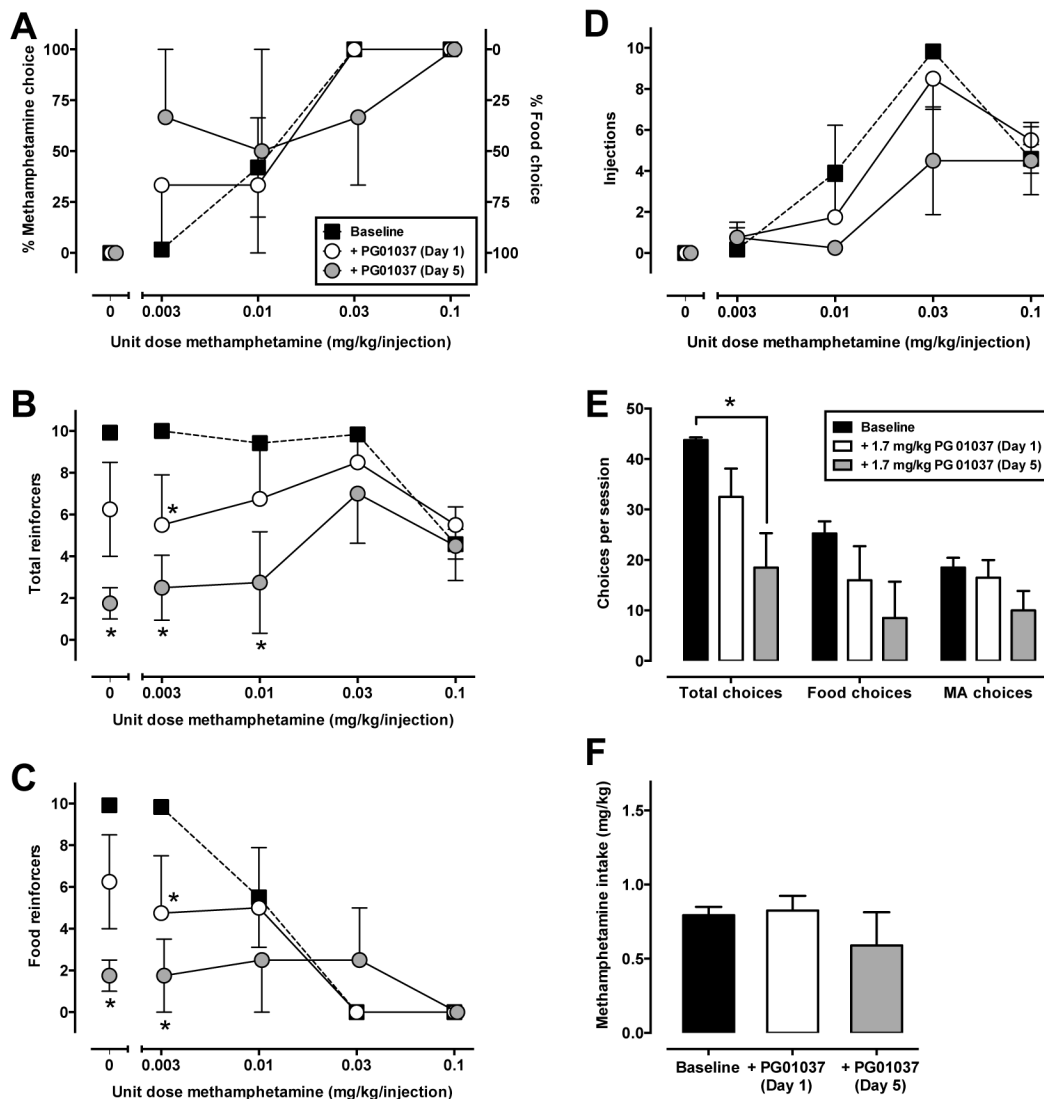 A
% Methamphetamine choice
100
75
50
25
0
0
25
50
75
100
% Food choice
Baseline
+ PG01037 (Day 1)
+ PG01037 (Day 5)
0
0.003
0.01
0.03
0.1
Unit dose methamphetamine (mg/kg/injection)
B
Total reinforcers
10
8
6
4
2
0
*
*
*
*
0
0.003
0.01
0.03
0.1
Unit dose methamphetamine (mg/kg/injection)
C
Food reinforcers
10
8
6
4
2
0
*
*
*
0
0.003
0.01
0.03
0.1
Unit dose methamphetamine (mg/kg/injection)
D
Injections
10
8
6
4
2
0
0
0.003
0.01
0.03
0.1
Unit dose methamphetamine (mg/kg/injection)
E
Choices per session
50
40
30
20
10
0
*
Baseline
+ 1.7 mg/kg PG 01037 (Day 1)
+ 1.7 mg/kg PG 01037 (Day 5)
Total choices
Food choices
MA choices
F
Methamphetamine intake (mg/kg)
1.5
1.0
0.5
0.0
Baseline
+ PG01037
(Day 1)
+ PG01037
(Day 5)